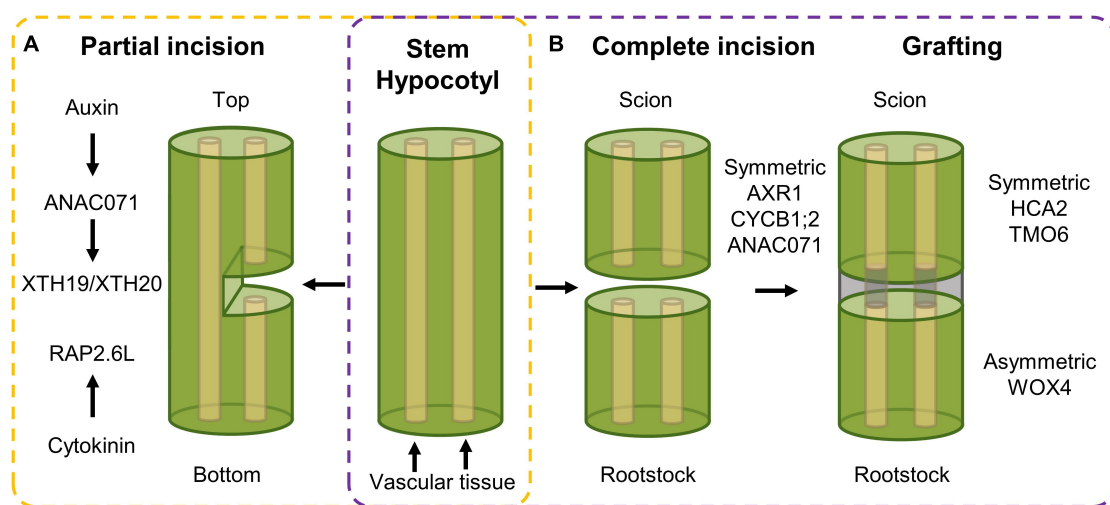 A
Partial incision
Auxin
ANAC071
XTH19/XTH20
RAP2.6L
Cytokinin
Top
Bottom
Stem
Hypocotyl
Vascular tissue
B
Complete incision
Grafting
Scion
Rootstock
Symmetric
AXR1
CYCB1;2
ANAC071
Scion
Rootstock
Symmetric
HCA2
TMO6
Asymmetric
WOX4